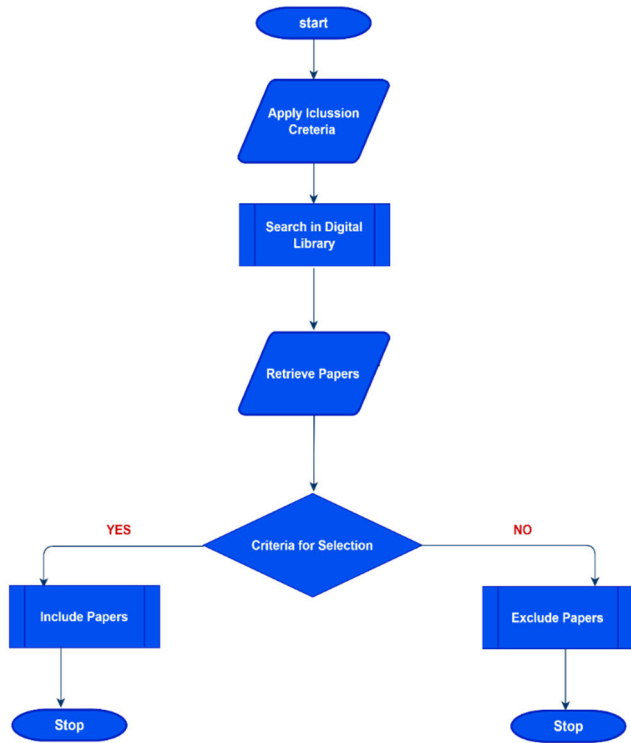 start
Apply Iclussion
Creteria
Search in Digital
Library
Retrieve Papers
YES
NO
Criteria for Selection
Include Papers
Exclude Papers
Stop
Stop